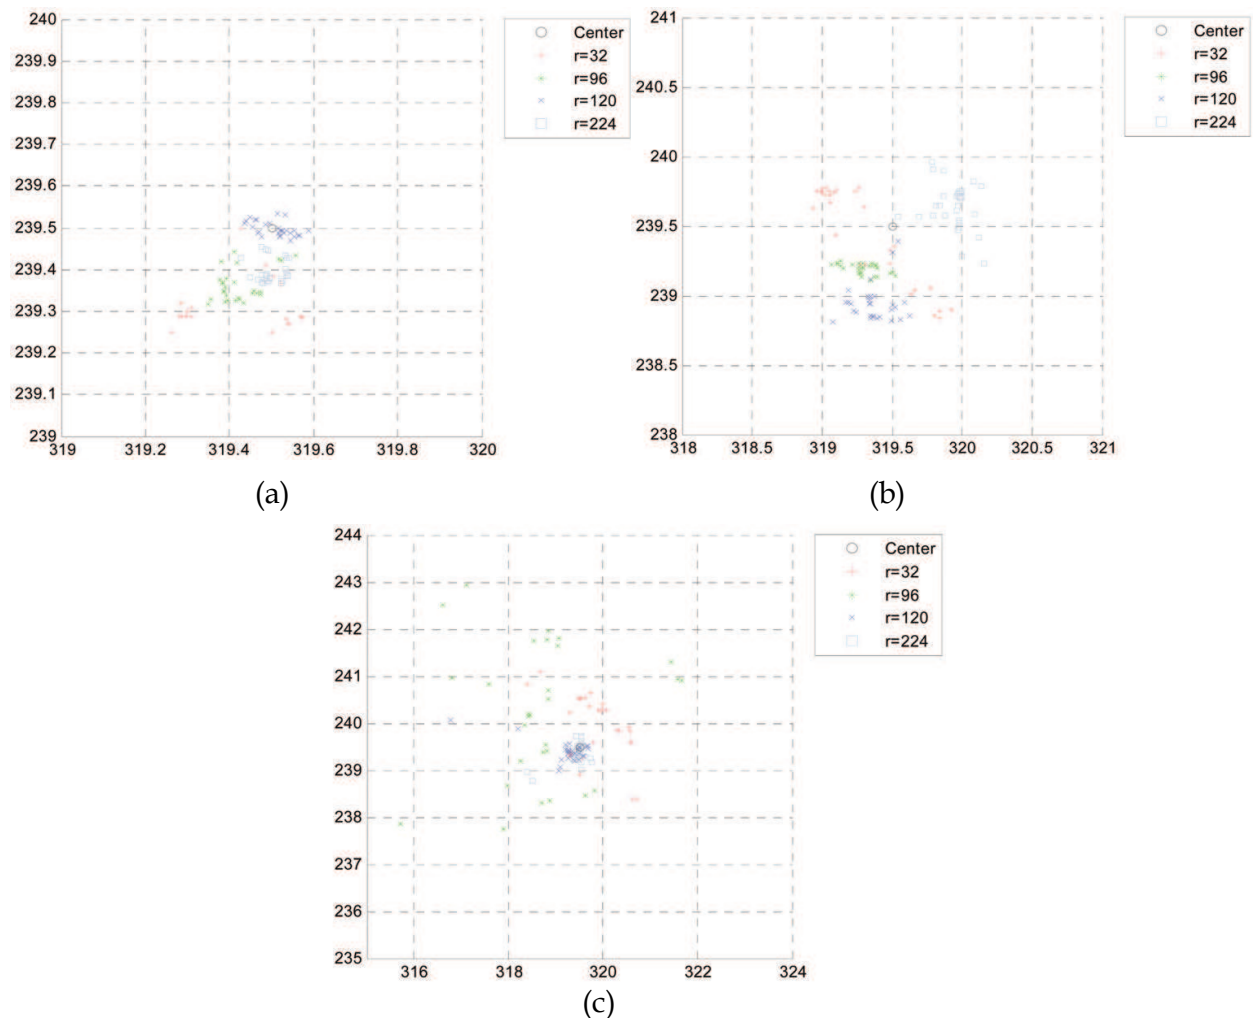 240
239.9
239.8
239.7
239.6
239.5
239.4
239.3
239.2
239.1
239
319 319.2 319.4 319.6 319.8 320
Center
r=32
r=96
r=120
r=224
(a)
241
240.5
240
239.5
239
238.5
238
318 318.5 319 319.5 320 320.5 321
Center
r=32
r=96
r=120
r=224
(b)
244
243
242
241
240
239
238
237
236
235
316 318 320 322 324
Center
r=32
r=96
r=120
r=224
(c)